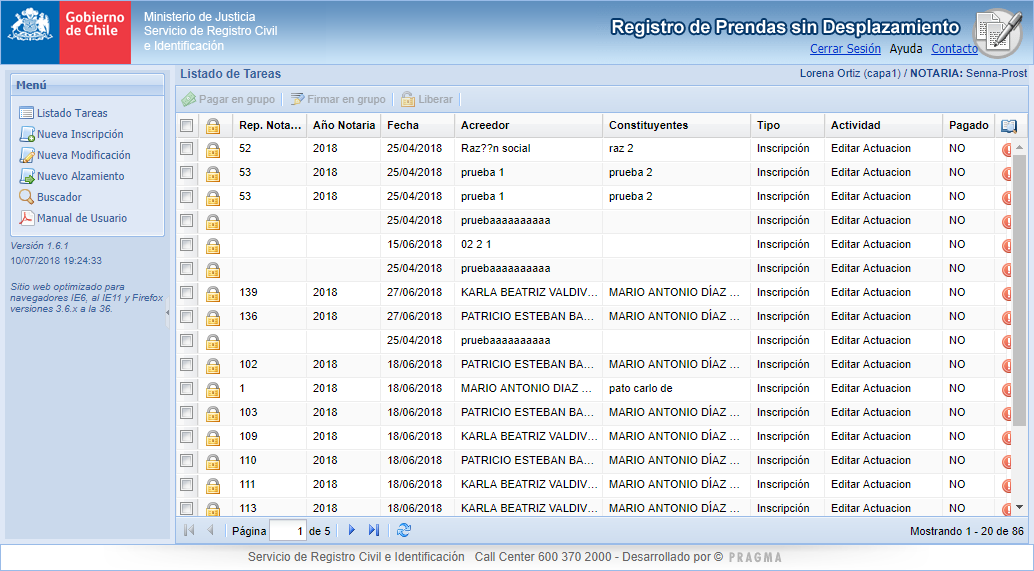 Gobierno de Chile
Ministerio de Justicia
Servicio de Registro Civil
e Identificación
Registro de Prendas sin Desplazamiento
Cerrar Sesión Ayuda Contacto
Menú
Listado Tareas
Nueva Inscripción
Nueva Modificación
Nuevo Alzamiento
Buscador
Manual de Usuario
Versión 1.6.1
10/07/2018 19:24:33
Sitio web optimizado para
navegadores IE6, al IE11 y Firefox
versiones 3.6.x a la 36.
Listado de Tareas
Lorena Ortiz (capa1) / NOTARIA: Senna-Prost
Pagar en grupo Firmar en grupo Liberar
Rep. Nota... Año Notaria Fecha Acreedor Constituyentes Tipo Actividad Pagado
52 2018 25/04/2018 Raz??n social raz 2 Inscripción Editar Actuacion NO
53 2018 25/04/2018 prueba 1 prueba 2 Inscripción Editar Actuacion NO
53 2018 25/04/2018 prueba 1 prueba 2 Inscripción Editar Actuacion NO
25/04/2018 pruebaaaaaaaaaa Inscripción Editar Actuacion NO
15/06/2018 02 2 1 Inscripción Editar Actuacion NO
25/04/2018 pruebaaaaaaaaaa Inscripción Editar Actuacion NO
139 2018 27/06/2018 KARLA BEATRIZ VALDIV... MARIO ANTONIO DÍAZ ... Inscripción Editar Actuacion NO
136 2018 27/06/2018 PATRICIO ESTEBAN BA... MARIO ANTONIO DÍAZ ... Inscripción Editar Actuacion NO
25/04/2018 pruebaaaaaaaaaa Inscripción Editar Actuacion NO
102 2018 18/06/2018 PATRICIO ESTEBAN BA... MARIO ANTONIO DÍAZ ... Inscripción Editar Actuacion NO
1 2018 18/06/2018 MARIO ANTONIO DIAZ ... pato carlo de Inscripción Editar Actuacion NO
103 2018 18/06/2018 PATRICIO ESTEBAN BA... MARIO ANTONIO DÍAZ ... Inscripción Editar Actuacion NO
109 2018 18/06/2018 KARLA BEATRIZ VALDIV... MARIO ANTONIO DÍAZ ... Inscripción Editar Actuacion NO
110 2018 18/06/2018 PATRICIO ESTEBAN BA... MARIO ANTONIO DÍAZ ... Inscripción Editar Actuacion NO
111 2018 18/06/2018 KARLA BEATRIZ VALDIV... MARIO ANTONIO DÍAZ ... Inscripción Editar Actuacion NO
113 2018 18/06/2018 KARLA BEATRIZ VALDIV... MARIO ANTONIO DÍAZ ... Inscripción Editar Actuacion NO
Página 1 de 5 Mostrando 1 - 20 de 86
Servicio de Registro Civil e Identificación Call Center 600 370 2000 - Desarrollado por © PRAGMA